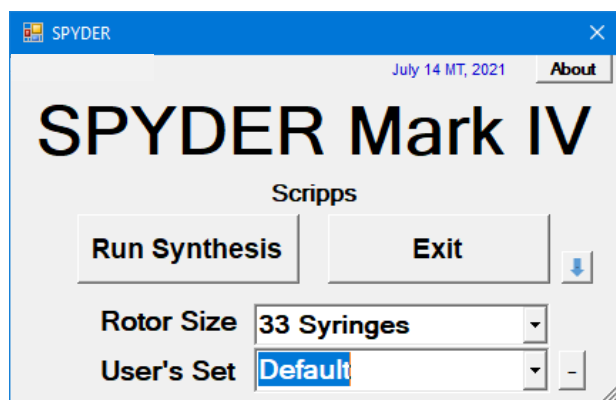 SPYDER
July 14 MT, 2021 About
SPYDER Mark IV
Scripps
Run Synthesis Exit
Rotor Size 33 Syringes
User's Set Default -